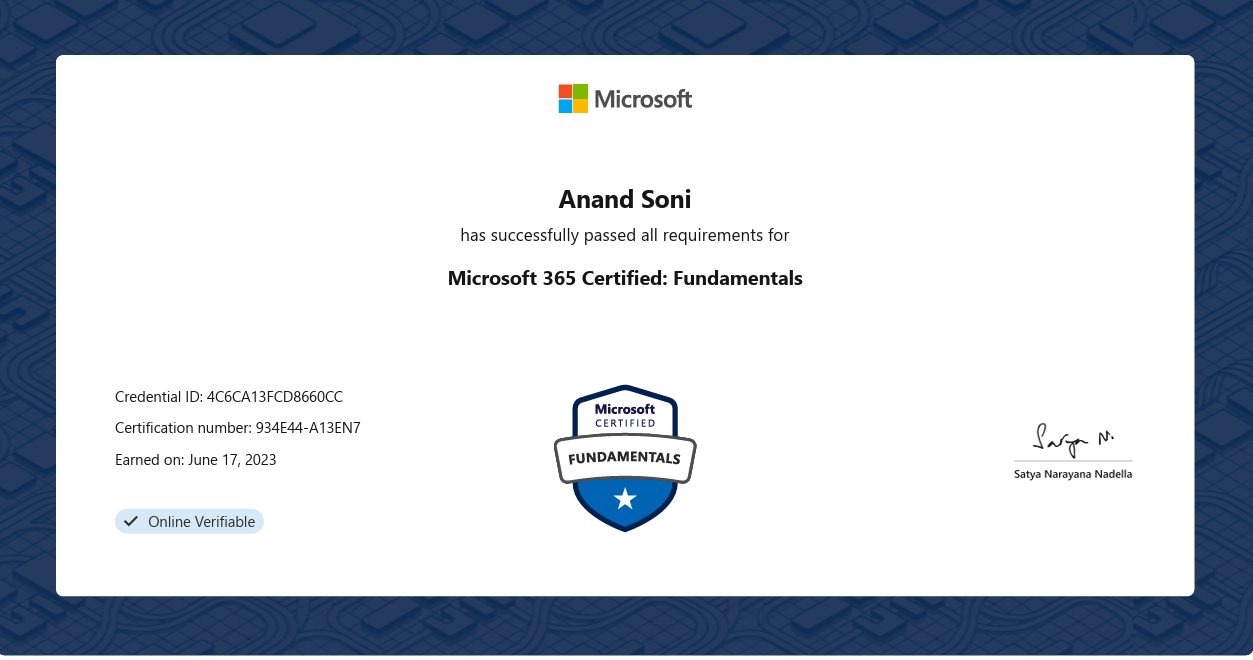 Microsoft
Anand Soni
has successfully passed all requirements for
Microsoft 365 Certified: Fundamentals
Credential ID: 4C6CA13FCD8660CC
Certification number: 934E44-A13EN7
Earned on: June 17, 2023
Online Verifiable
Microsoft
CERTIFIED
FUNDAMENTALS
Satya N.
Satya Narayana Nadella